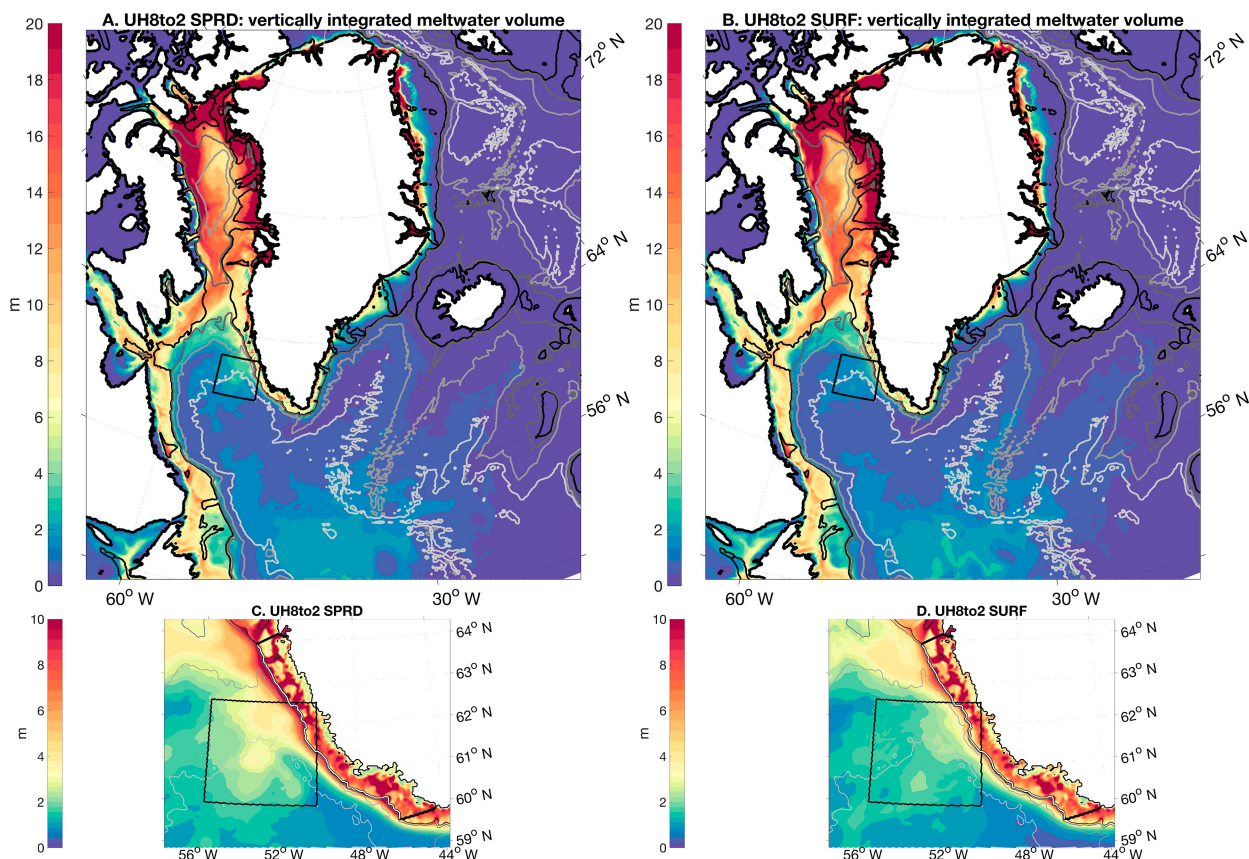 A. UH8to2 SPRD: vertically integrated meltwater volume
20
18
16
14
12
10
8
6
4
2
0
m
72° N
64° N
56° N
60° W
30° W
B. UH8to2 SURF: vertically integrated meltwater volume
20
18
16
14
12
10
8
6
4
2
0
m
72° N
64° N
56° N
60° W
30° W
C. UH8to2 SPRD
10
8
6
4
2
0
m
64° N
63° N
62° N
61° N
60° N
59° N
56° W
52° W
48° W
44° W
D. UH8to2 SURF
10
8
6
4
2
0
m
64° N
63° N
62° N
61° N
60° N
59° N
56° W
52° W
48° W
44° W